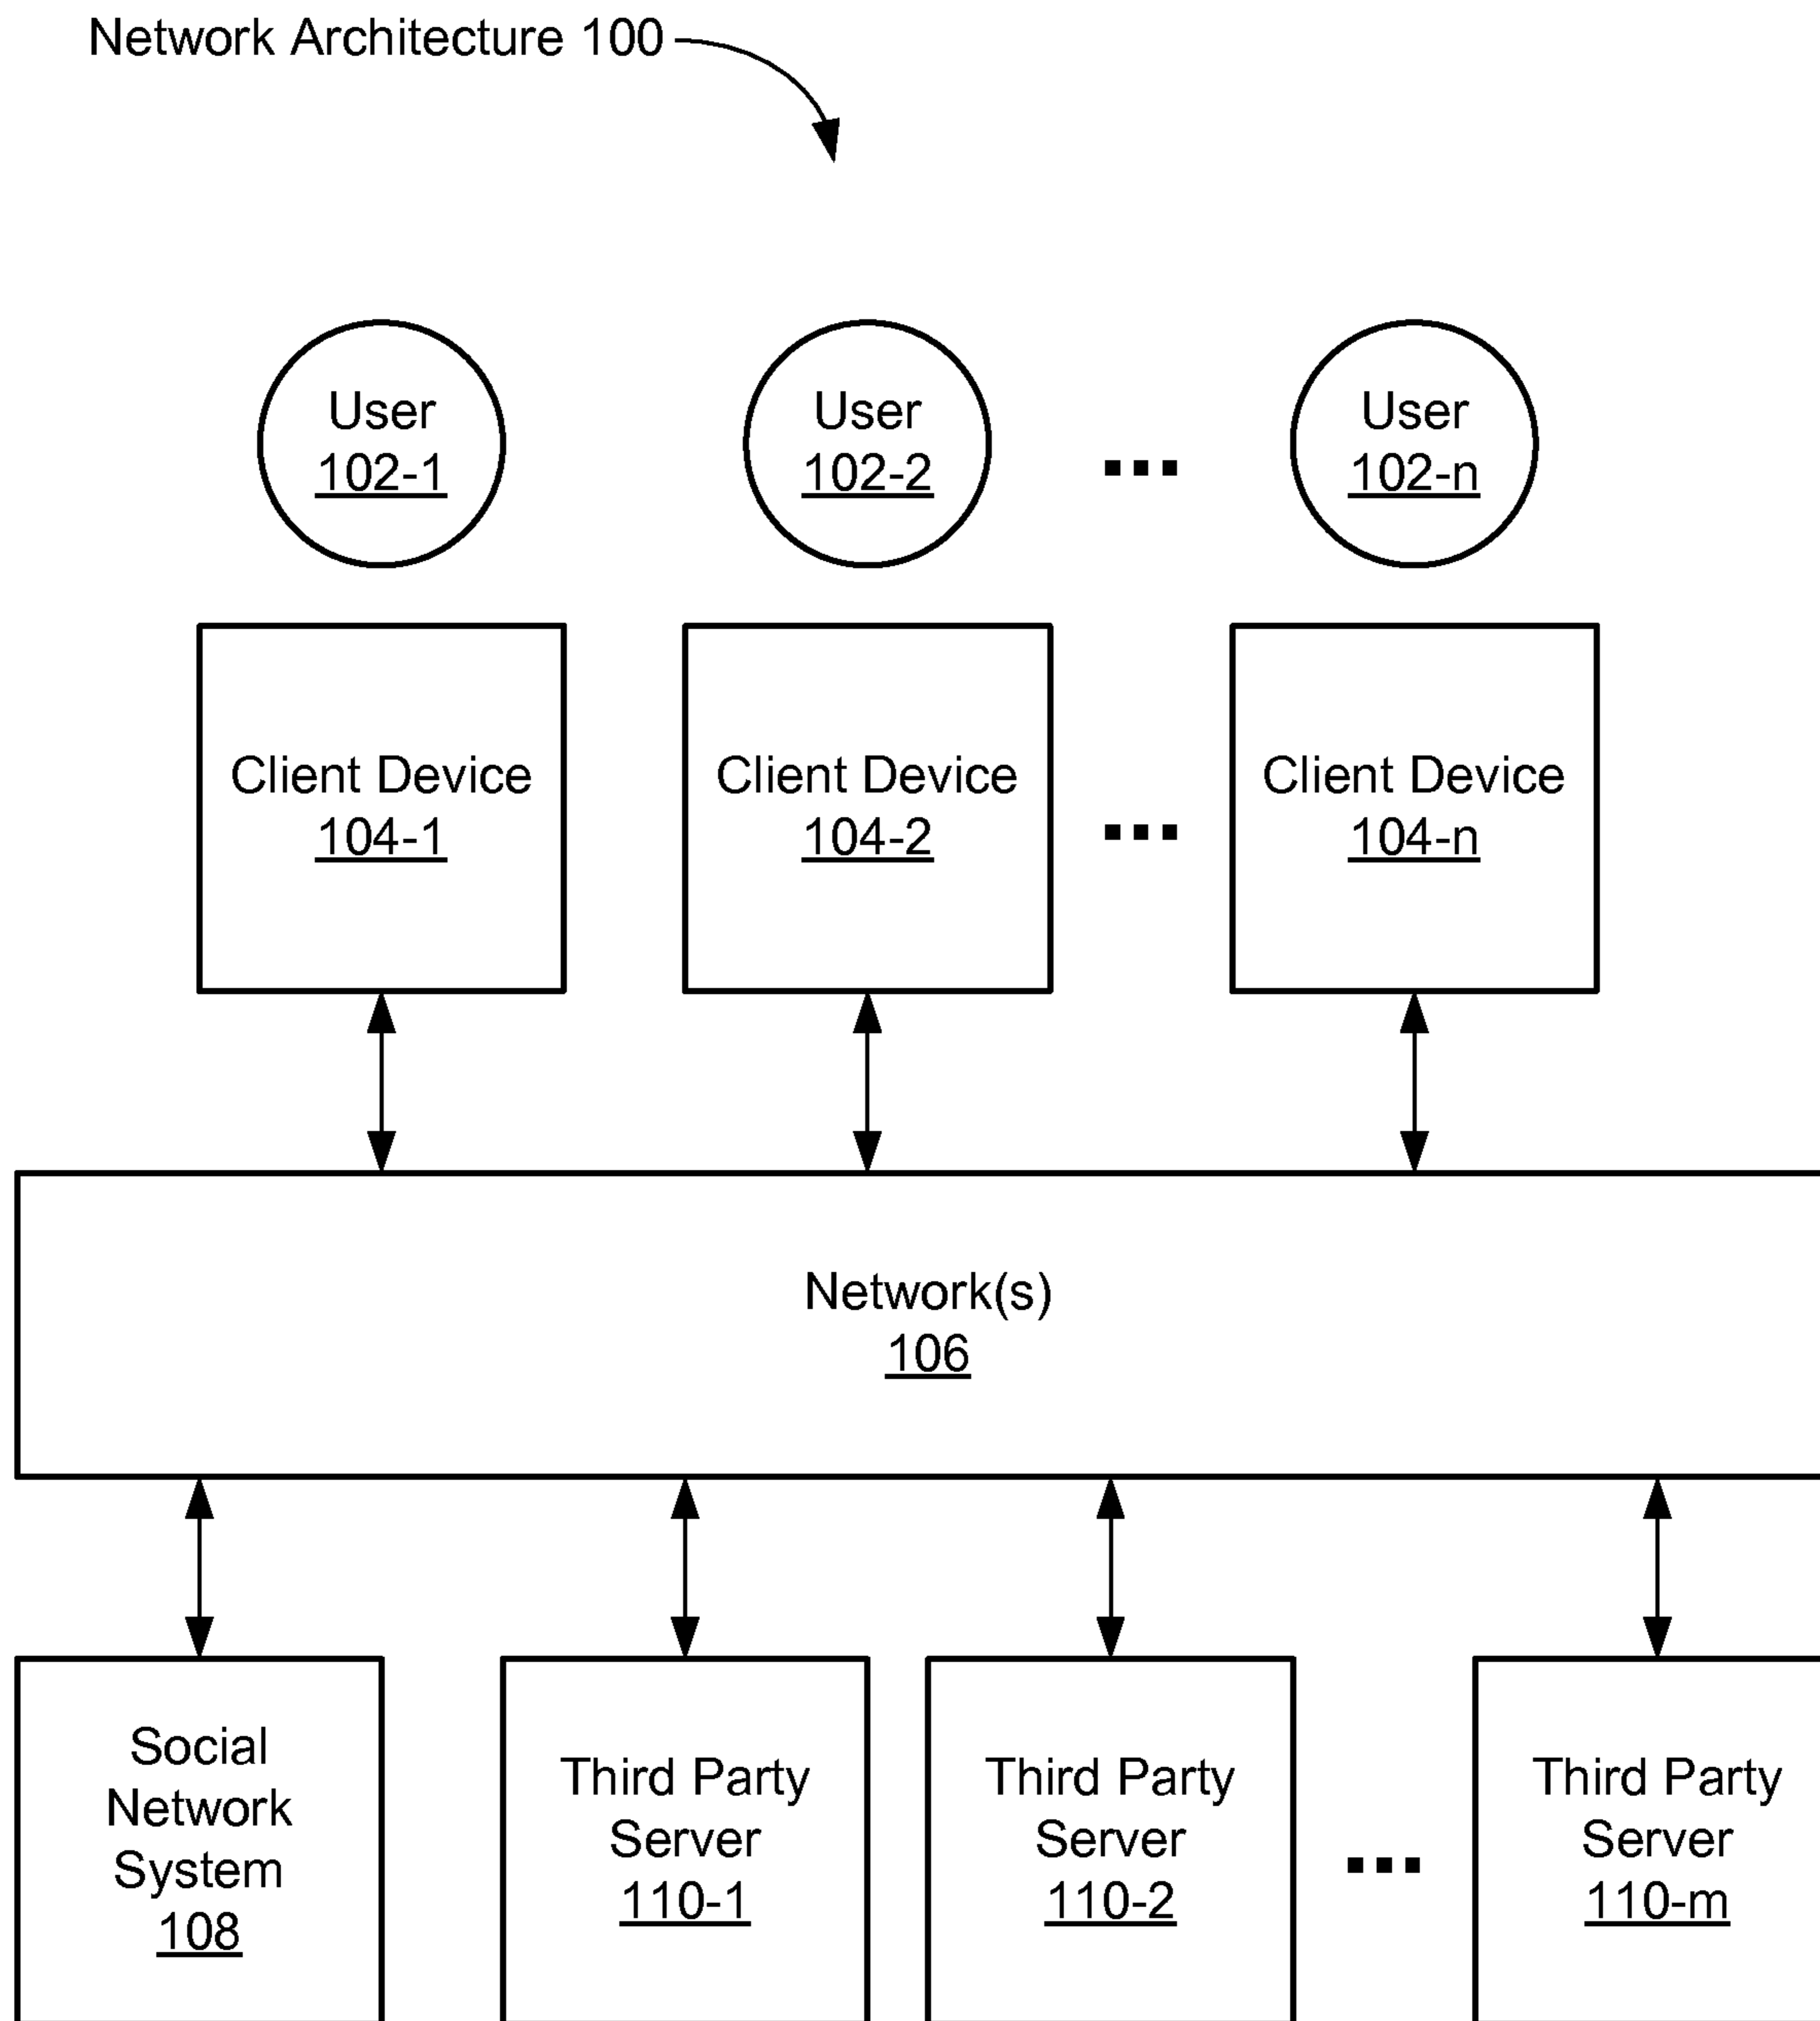 Network Architecture 100
User
102-1
User
102-2
...
User
102-n
Client Device
104-1
Client Device
104-2
...
Client Device
104-n
Network(s)
106
Social
Network
System
108
Third Party
Server
110-1
Third Party
Server
110-2
...
Third Party
Server
110-m